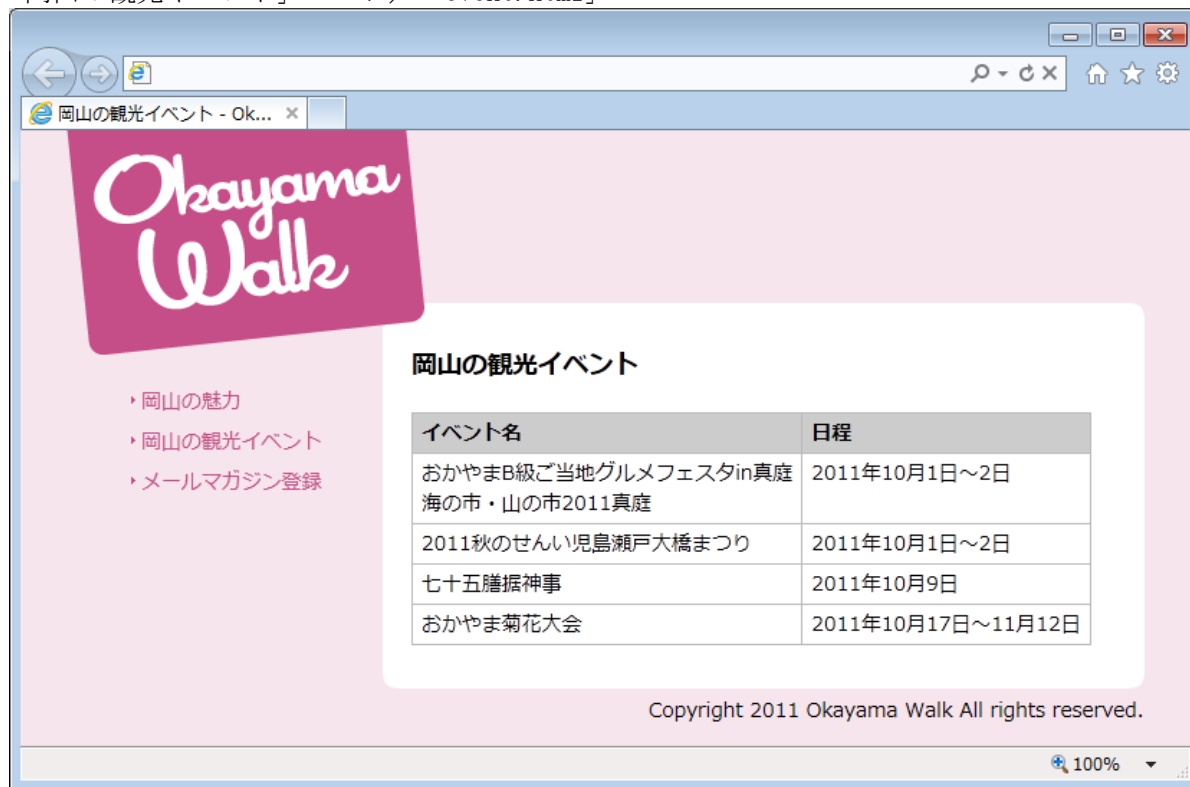 岡山の観光イベント - Ok...
Okayama
Walk
岡山の魅力
岡山の観光イベント
メールマガジン登録
岡山の観光イベント
イベント名 日程
おかやまB級ご当地グルメフェスタin真庭 2011年10月1日～2日
海の市・山の市2011真庭
2011秋のせんい児島瀬戸大橋まつり 2011年10月1日～2日
七十五膳据神事 2011年10月9日
おかやま菊花大会 2011年10月17日～11月12日
Copyright 2011 Okayama Walk All rights reserved.
100%